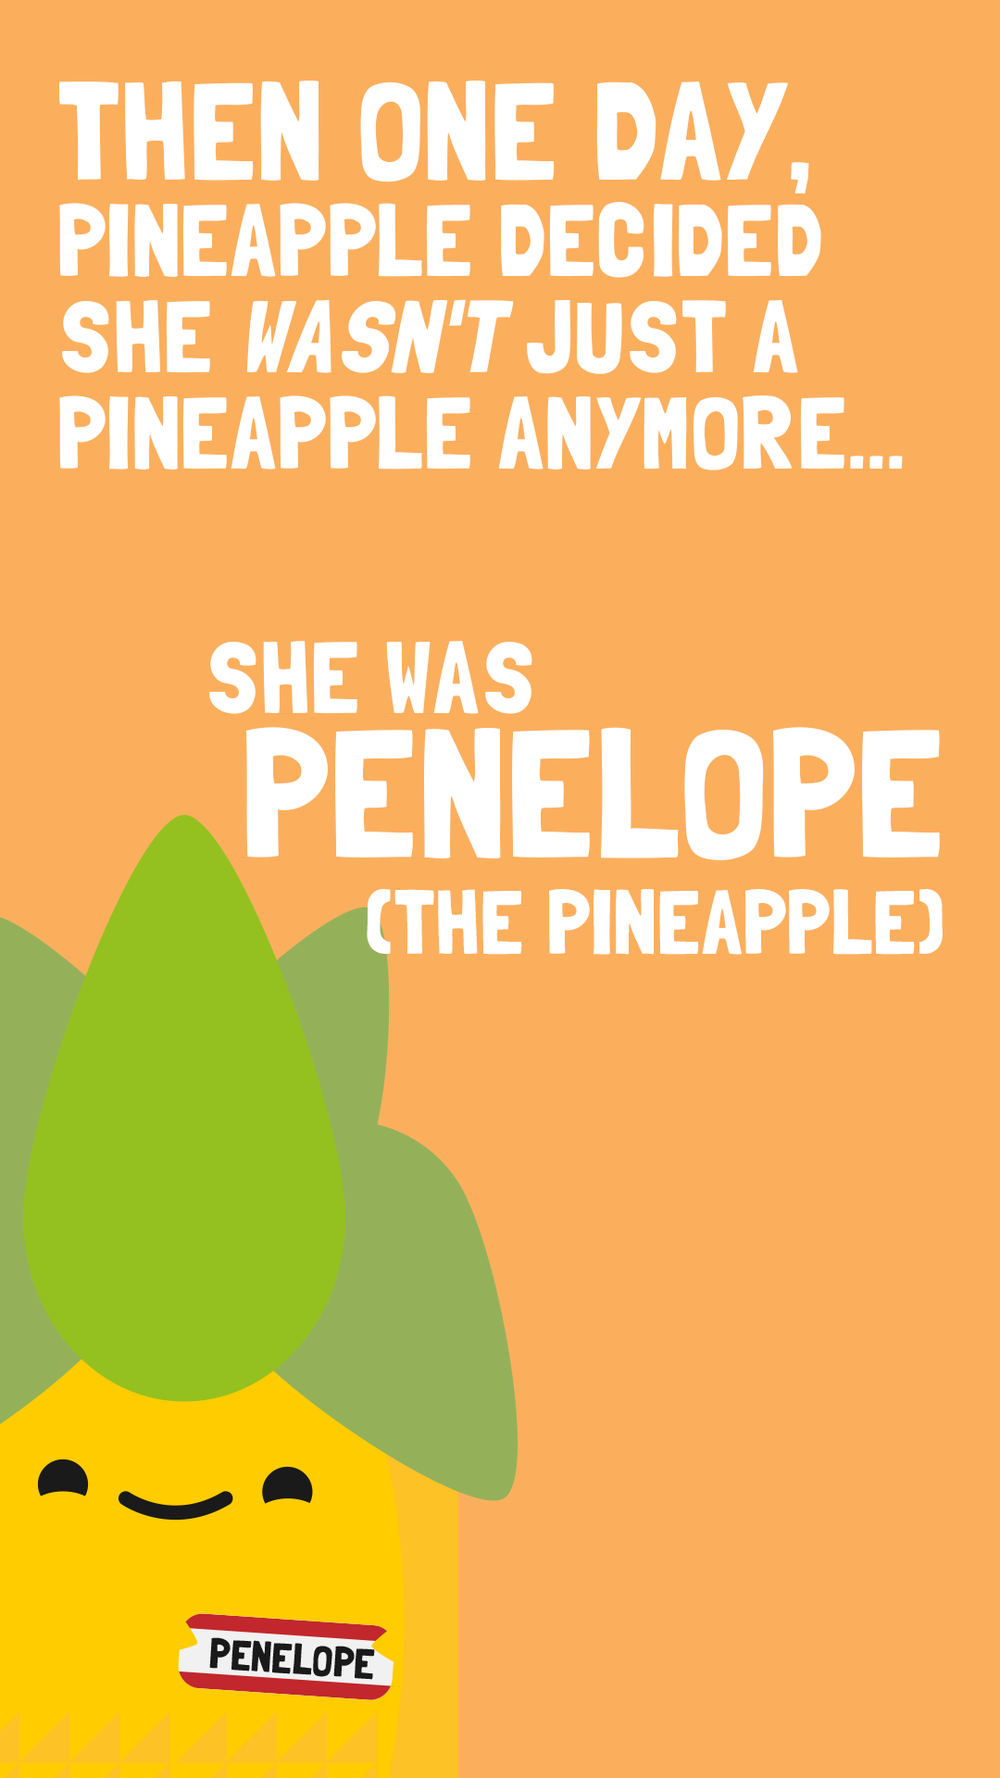 THEN ONE DAY,
PINEAPPLE DECIDED
SHE WASN'T JUST A
PINEAPPLE ANYMORE...
SHE WAS
PENELOPE
(THE PINEAPPLE)
PENELOPE